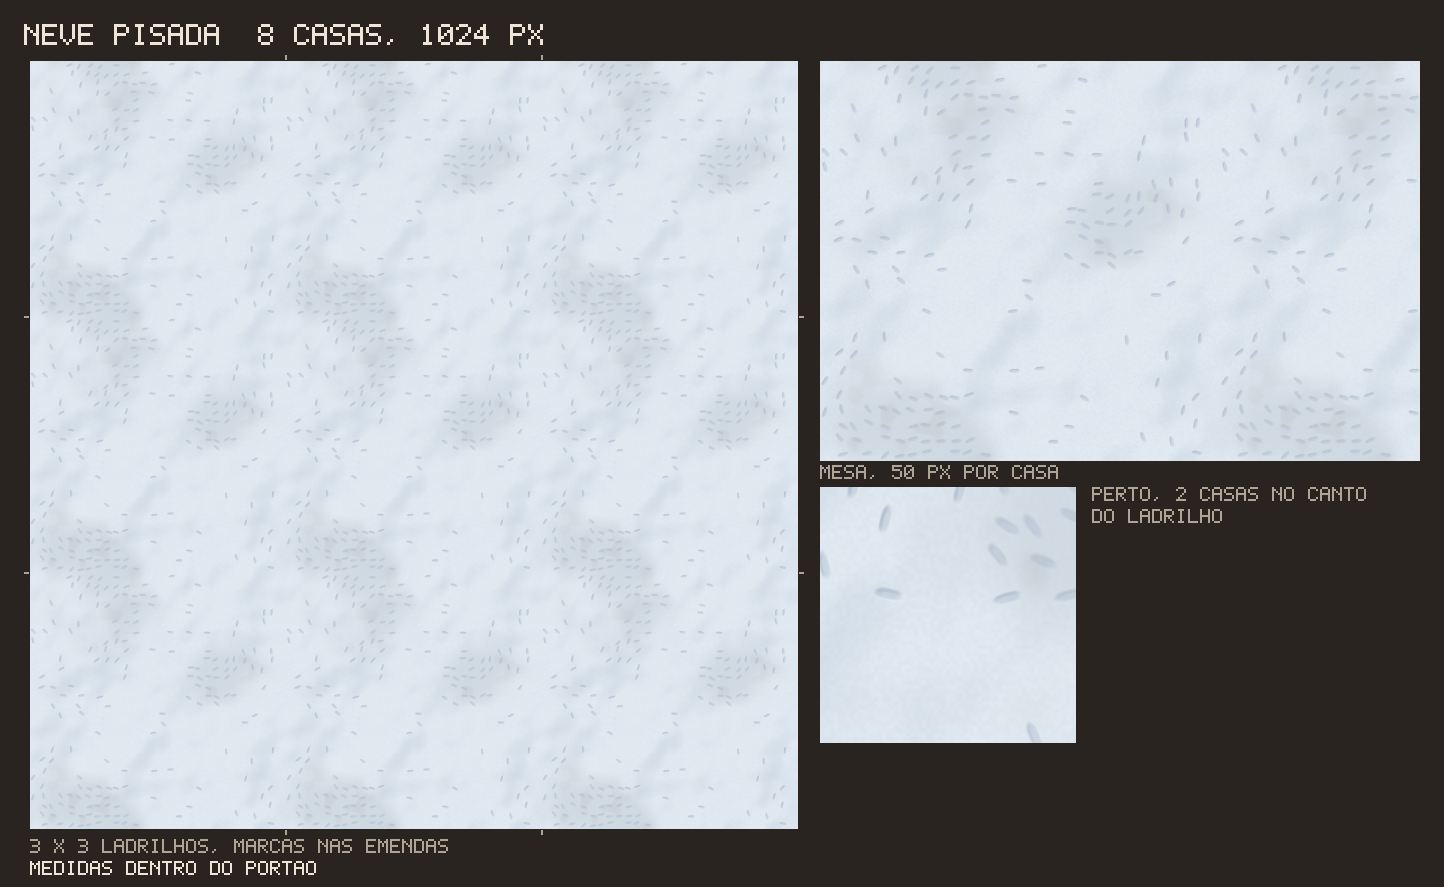 NEVE PISADA  8 CASAS, 1024 PX
MESA, 50 PX POR CASA
PERTO, 2 CASAS NO CANTO
DO LADRILHO
3 X 3 LADRILHOS, MARCAS NAS EMENDAS
MEDIDAS DENTRO DO PORTAO